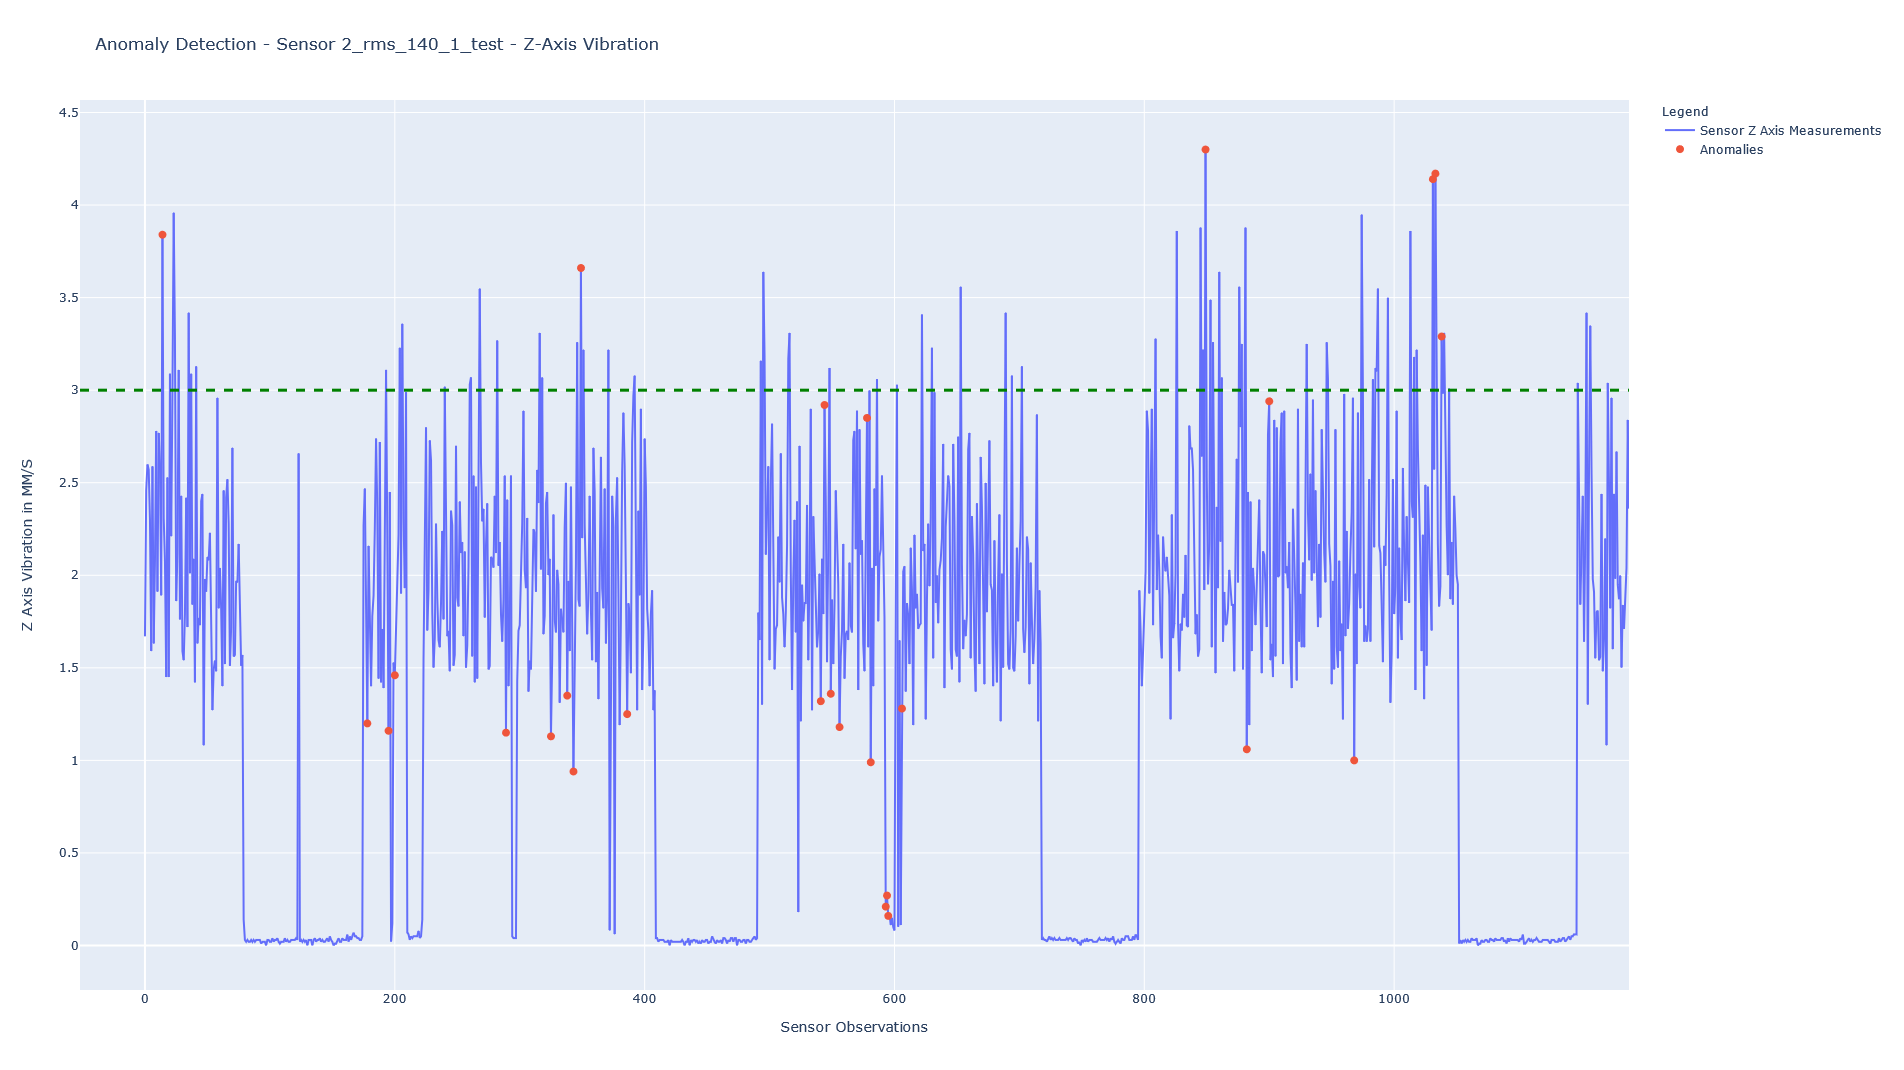 Anomaly Detection - Sensor 2_rms_140_1_test - Z-Axis Vibration
Legend
Sensor Z Axis Measurements
Anomalies
Z Axis Vibration in MM/S
4.5
4
3.5
3
2.5
2
1.5
1
0.5
0
0 200 400 600 800 1000
Sensor Observations